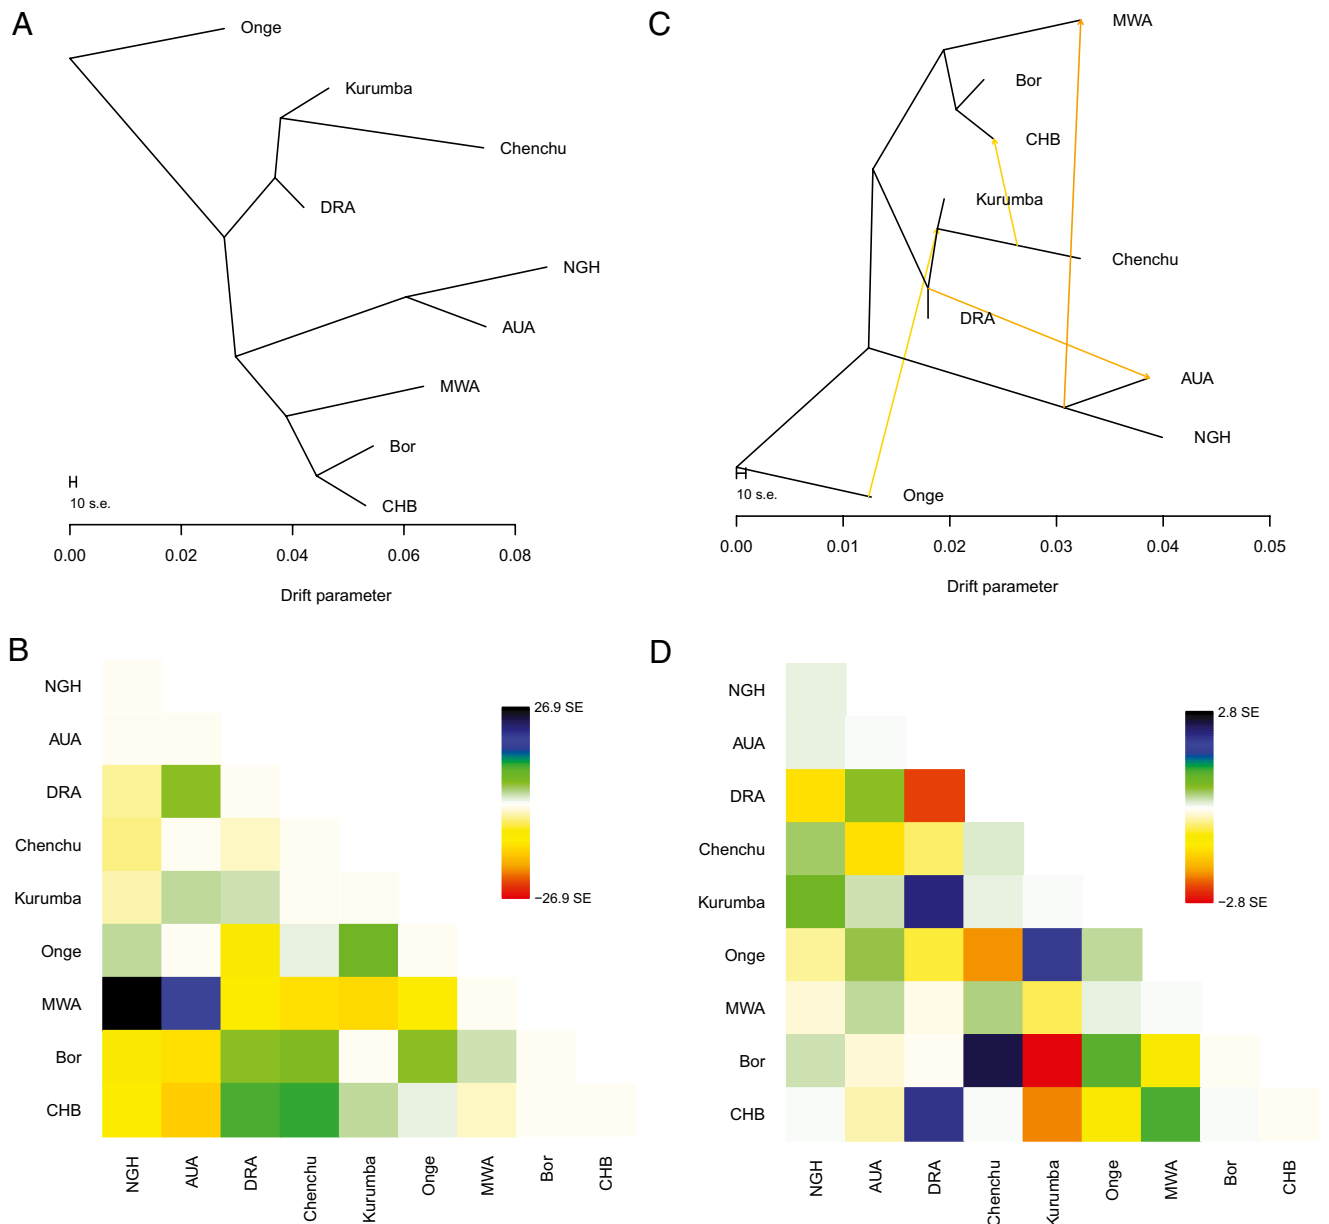 A
Onge
Kurumba
Chenchu
DRA
NGH
AUA
MWA
Bor
CHB
10 s.e.
0.00 0.02 0.04 0.06 0.08
Drift parameter
C
MWA
Bor
CHB
Kurumba
Chenchu
DRA
AUA
NGH
Onge
10 s.e.
0.00 0.01 0.02 0.03 0.04 0.05
Drift parameter
B
NGH
AUA
DRA
Chenchu
Kurumba
Onge
MWA
Bor
CHB
26.9 SE
−26.9 SE
NGH AUA DRA Chenchu Kurumba Onge MWA Bor CHB
D
NGH
AUA
DRA
Chenchu
Kurumba
Onge
MWA
Bor
CHB
2.8 SE
−2.8 SE
NGH AUA DRA Chenchu Kurumba Onge MWA Bor CHB